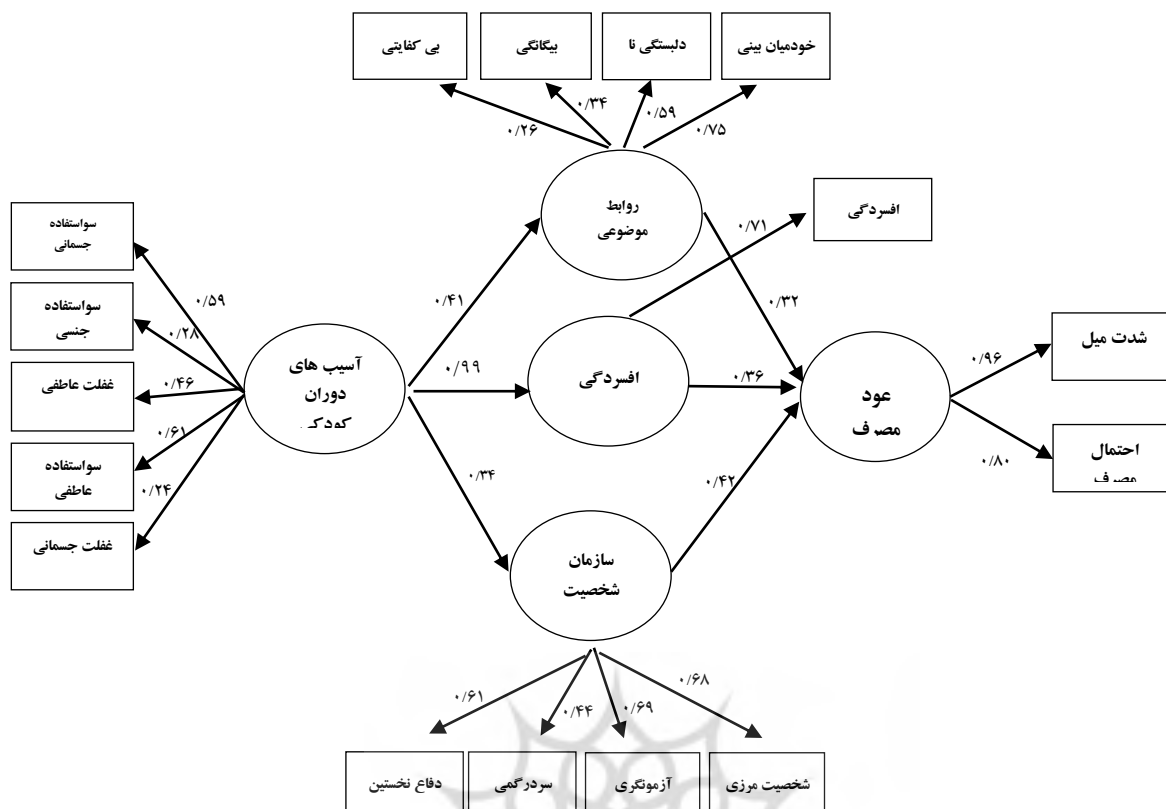 خودمیان بینی
دلبستگی نا
بیگانگی
بی کفایتی
۰/۷۵
۰/۵۹
۰/۳۴
۰/۲۶
روابط
موضوعی
افسردگی
۰/۷۱
سواستفاده
جسمانی
سواستفاده
جنسی
غفلت عاطفی
سواستفاده
عاطفی
غفلت جسمانی
۰/۵۹
۰/۲۸
۰/۴۶
۰/۶۱
۰/۲۴
آسیب های
دوران
کودکی
۰/۴۱
۰/۹۹
۰/۳۴
افسردگی
۰/۳۲
۰/۳۶
۰/۴۲
عود
مصرف
۰/۹۶
۰/۸۰
شدت میل
احتمال
مصرف
سازمان
شخصیت
۰/۶۸
۰/۶۹
۰/۴۴
۰/۶۱
شخصیت مرزی
آزمونگری
سردرگمی
دفاع نخستین